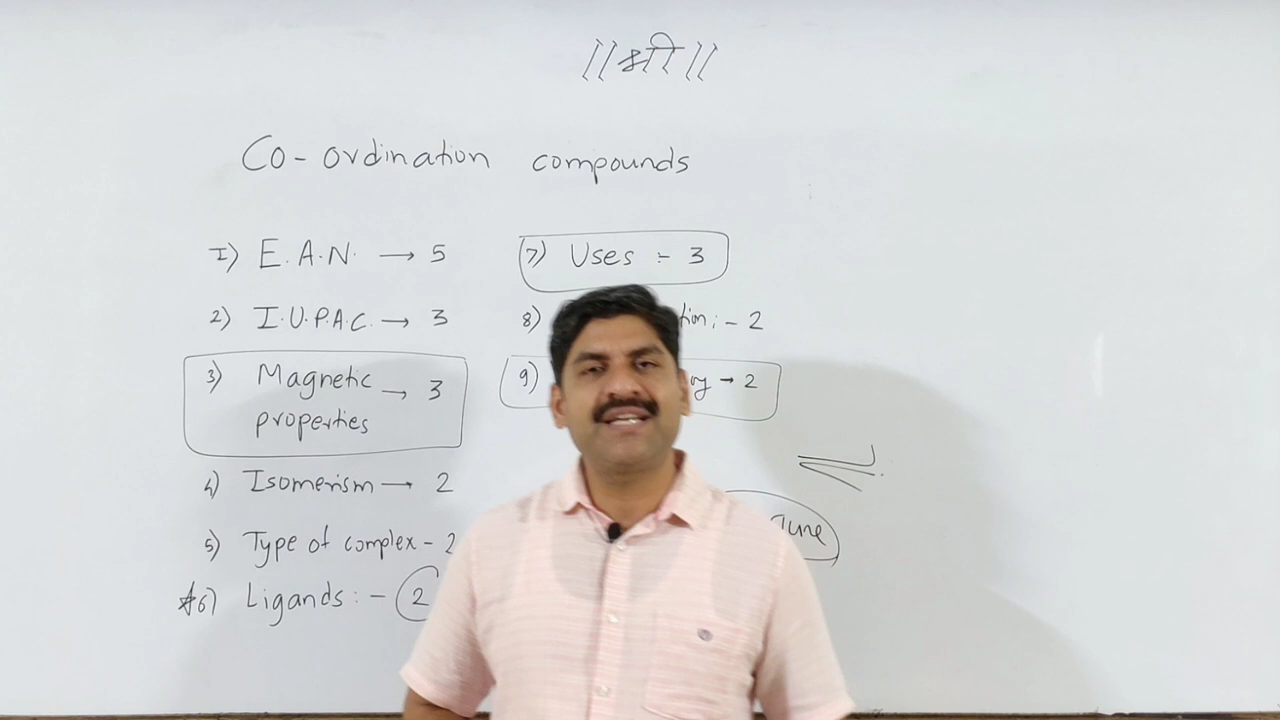 ||श्री||
Co-ordination compounds
1) E.A.N. → 5
2) I.U.P.A.C. → 3
3) Magnetic → 3
properties
4) Isomerism → 2
5) Type of complex - 2
*6) Ligands: - 2
7) Uses :- 3
8) - 2
9) → 2
June